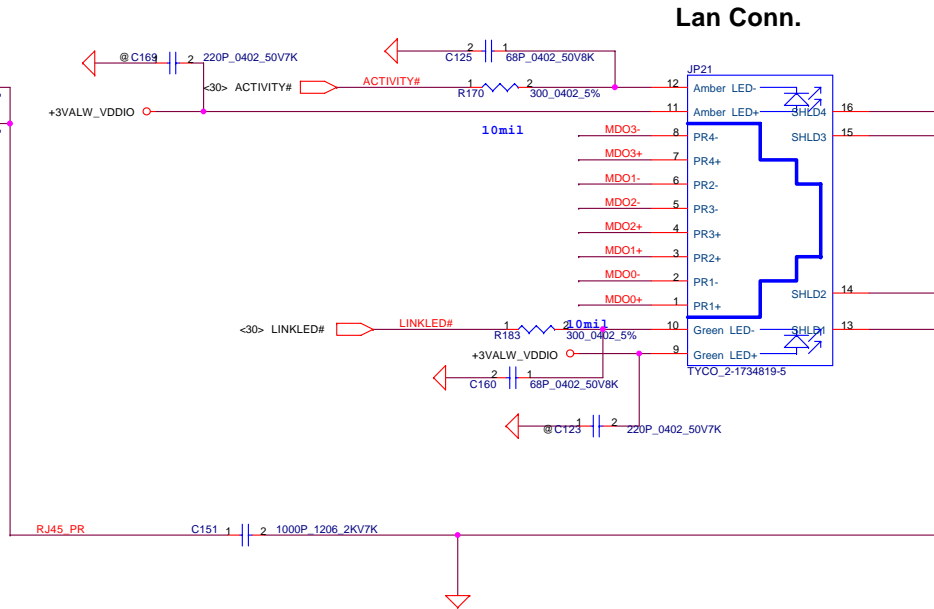 Lan Conn.
@C169 1 2 220P_0402_50V7K
C125 2 1 68P_0402_50V8K
JP21
<30> ACTIVITY# ACTIVITY# 1 2 12 Amber LED-
R170 300_0402_5%
+3VALW_VDDIO 11 Amber LED+ SHLD4 16
10mil MDO3- 8 PR4- SHLD3 15
MDO3+ 7 PR4+
MDO1- 6 PR2-
MDO2- 5 PR3-
MDO2+ 4 PR3+
MDO1+ 3 PR2+
MDO0- 2 PR1-
SHLD2 14
MDO0+ 1 PR1+
<30> LINKLED# LINKLED# 1 2 10mil 10 Green LED- SHLD1 13
R183 300_0402_5%
+3VALW_VDDIO 9 Green LED+
TYCO_2-1734819-5
C160 2 1 68P_0402_50V8K
@C123 1 2 220P_0402_50V7K
RJ45_PR C151 1 2 1000P_1206_2KV7K